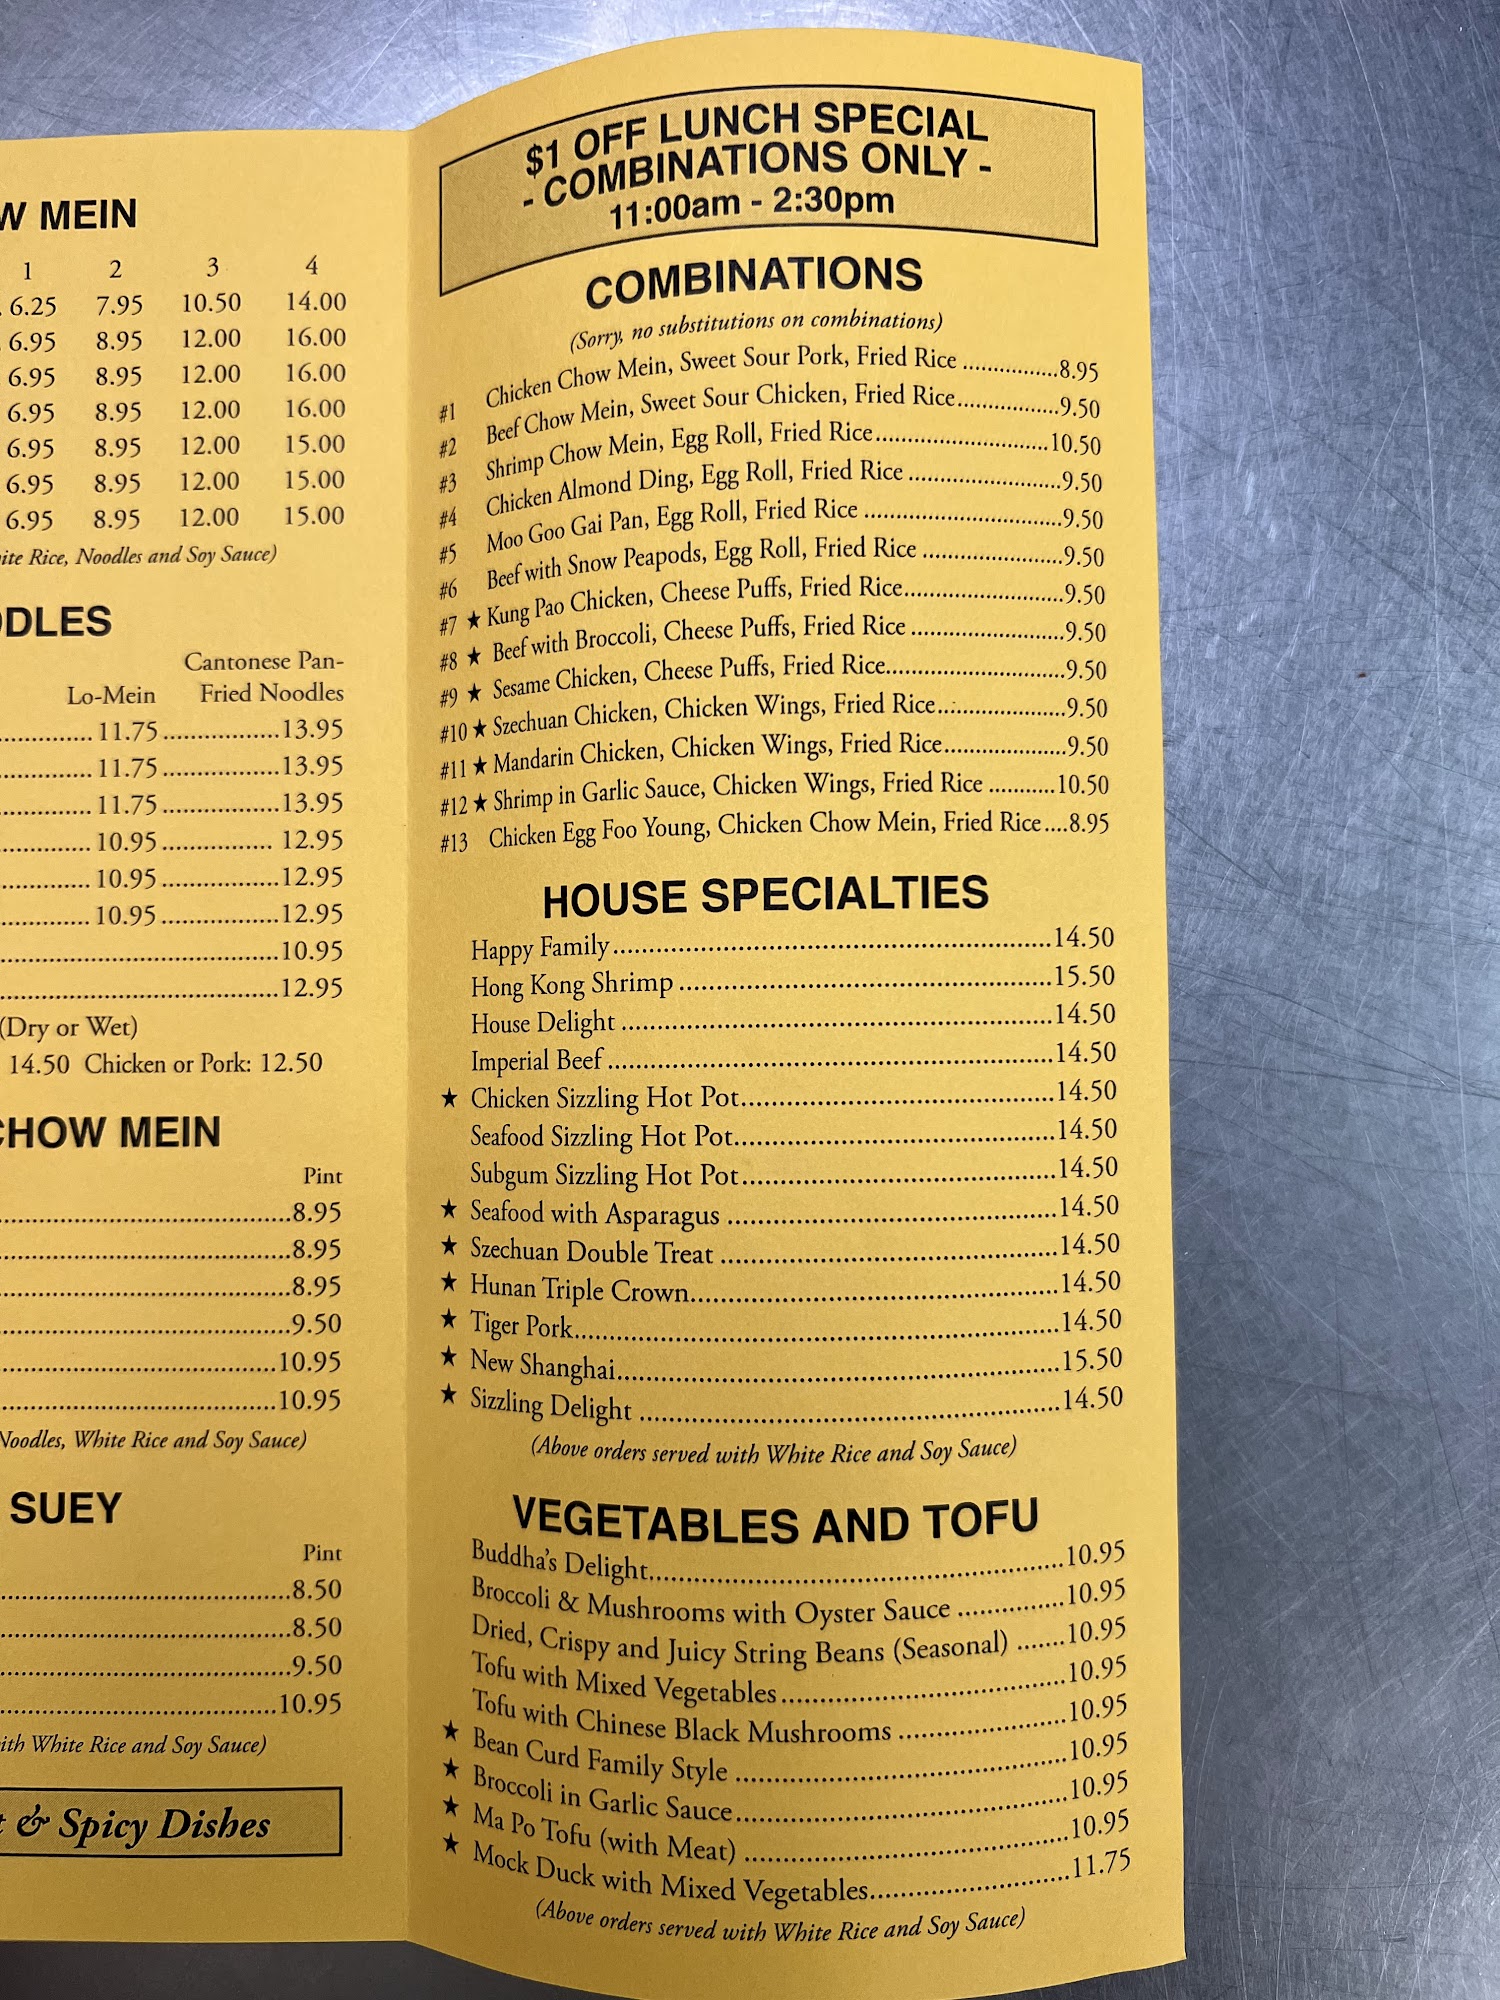 W MEIN
1 2 3 4
6.25 7.95 10.50 14.00
6.95 8.95 12.00 16.00
6.95 8.95 12.00 16.00
6.95 8.95 12.00 16.00
6.95 8.95 12.00 15.00
6.95 8.95 12.00 15.00
6.95 8.95 12.00 15.00
ite Rice, Noodles and Soy Sauce)
DLES
Cantonese Pan-
Lo-Mein Fried Noodles
11.75 13.95
11.75 13.95
11.75 13.95
10.95 12.95
10.95 12.95
10.95 12.95
10.95
12.95
(Dry or Wet)
14.50 Chicken or Pork: 12.50
CHOW MEIN
Pint
8.95
8.95
8.95
9.50
10.95
10.95
Noodles, White Rice and Soy Sauce)
SUEY
Pint
8.50
8.50
9.50
10.95
ith White Rice and Soy Sauce)
t & Spicy Dishes
$1 OFF LUNCH SPECIAL
- COMBINATIONS ONLY -
11:00am - 2:30pm
COMBINATIONS
(Sorry, no substitutions on combinations)
#1 Chicken Chow Mein, Sweet Sour Pork, Fried Rice 8.95
#2 Beef Chow Mein, Sweet Sour Chicken, Fried Rice 9.50
#3 Shrimp Chow Mein, Egg Roll, Fried Rice 10.50
#4 Chicken Almond Ding, Egg Roll, Fried Rice 9.50
#5 Moo Goo Gai Pan, Egg Roll, Fried Rice 9.50
#6 Beef with Snow Peapods, Egg Roll, Fried Rice 9.50
#7 ★ Kung Pao Chicken, Cheese Puffs, Fried Rice 9.50
#8 ★ Beef with Broccoli, Cheese Puffs, Fried Rice 9.50
#9 ★ Sesame Chicken, Cheese Puffs, Fried Rice 9.50
#10 ★ Szechuan Chicken, Chicken Wings, Fried Rice 9.50
#11 ★ Mandarin Chicken, Chicken Wings, Fried Rice 9.50
#12 ★ Shrimp in Garlic Sauce, Chicken Wings, Fried Rice 10.50
#13 Chicken Egg Foo Young, Chicken Chow Mein, Fried Rice 8.95
HOUSE SPECIALTIES
Happy Family 14.50
Hong Kong Shrimp 15.50
House Delight 14.50
Imperial Beef 14.50
★ Chicken Sizzling Hot Pot 14.50
Seafood Sizzling Hot Pot 14.50
Subgum Sizzling Hot Pot 14.50
★ Seafood with Asparagus 14.50
★ Szechuan Double Treat 14.50
★ Hunan Triple Crown 14.50
★ Tiger Pork 14.50
★ New Shanghai 15.50
★ Sizzling Delight 14.50
(Above orders served with White Rice and Soy Sauce)
VEGETABLES AND TOFU
Buddha's Delight 10.95
Broccoli & Mushrooms with Oyster Sauce 10.95
Dried, Crispy and Juicy String Beans (Seasonal) 10.95
Tofu with Mixed Vegetables 10.95
Tofu with Chinese Black Mushrooms 10.95
★ Bean Curd Family Style 10.95
★ Broccoli in Garlic Sauce 10.95
★ Ma Po Tofu (with Meat) 10.95
★ Mock Duck with Mixed Vegetables 11.75
(Above orders served with White Rice and Soy Sauce)